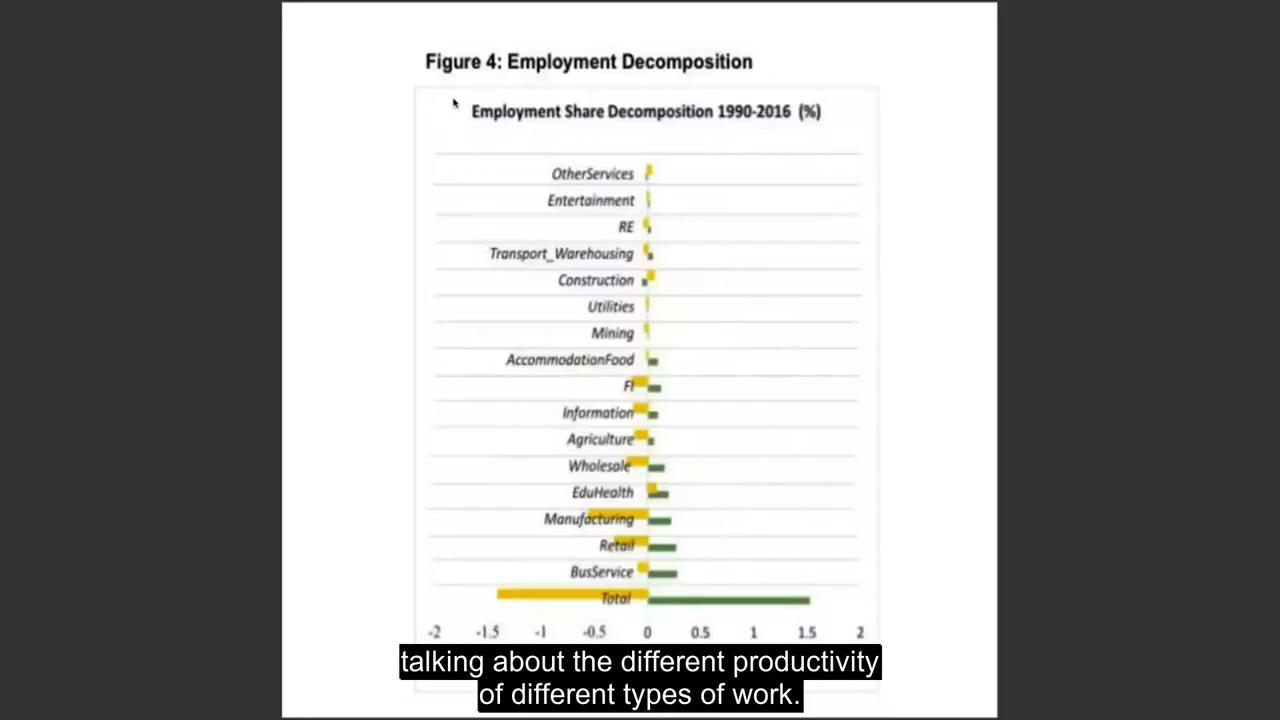 Figure 4: Employment Decomposition
Employment Share Decomposition 1990-2016 (%)
OtherServices
Entertainment
RE
Transport_Warehousing
Construction
Utilities
Mining
AccommodationFood
FI
Information
Agriculture
Wholesale
EduHealth
Manufacturing
Retail
BusService
Total
-2 -1.5 -1 -0.5 0 0.5 1 1.5 2
talking about the different productivity
of different types of work.